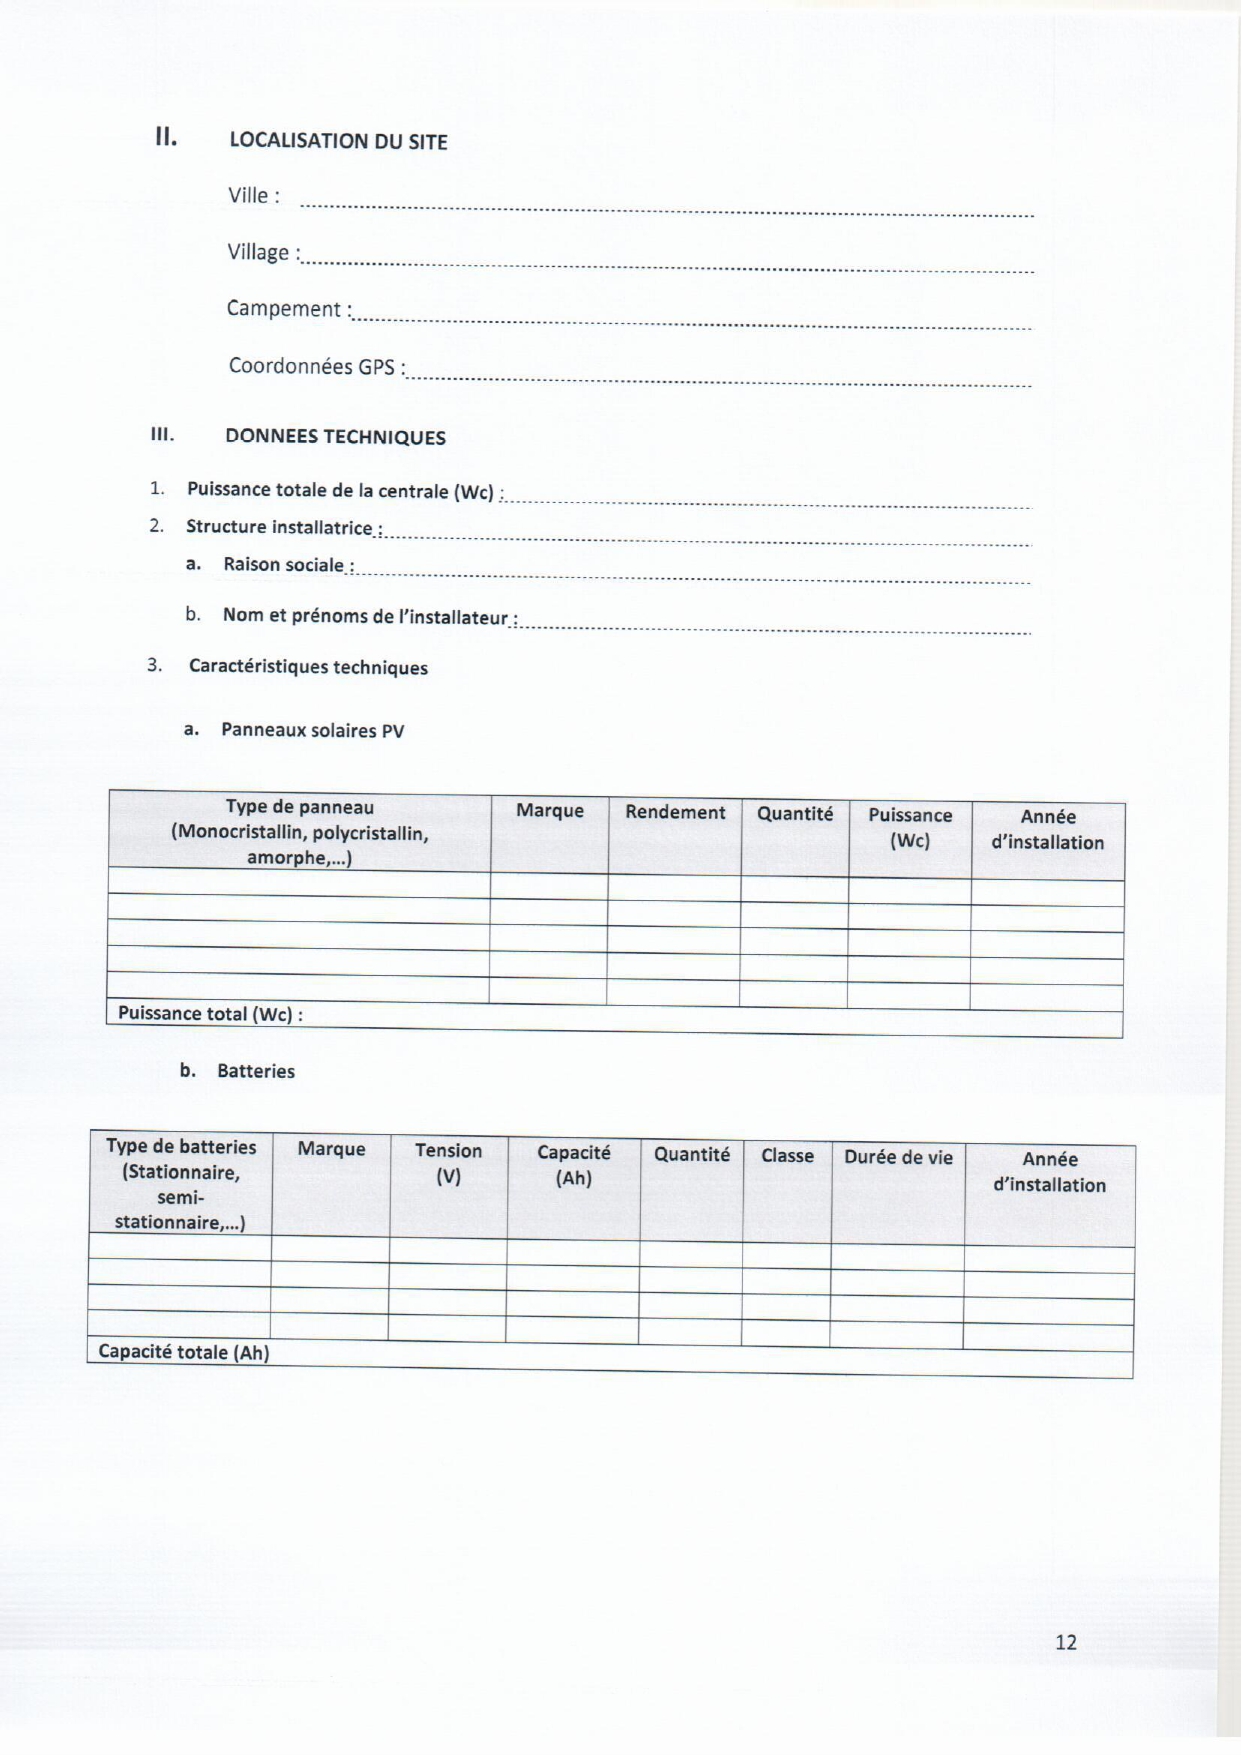 II. LOCALISATION DU SITE
Ville :
Village :
Campement :
Coordonnées GPS :
III. DONNEES TECHNIQUES
1. Puissance totale de la centrale (Wc) :
2. Structure installatrice :
a. Raison sociale :
b. Nom et prénoms de l'installateur :
3. Caractéristiques techniques
a. Panneaux solaires PV
Type de panneau (Monocristallin, polycristallin, amorphe,...) Marque Rendement Quantité Puissance (Wc) Année d'installation
Puissance total (Wc) :
b. Batteries
Type de batteries (Stationnaire, semi-stationnaire,...) Marque Tension (V) Capacité (Ah) Quantité Classe Durée de vie Année d'installation
Capacité totale (Ah)
12